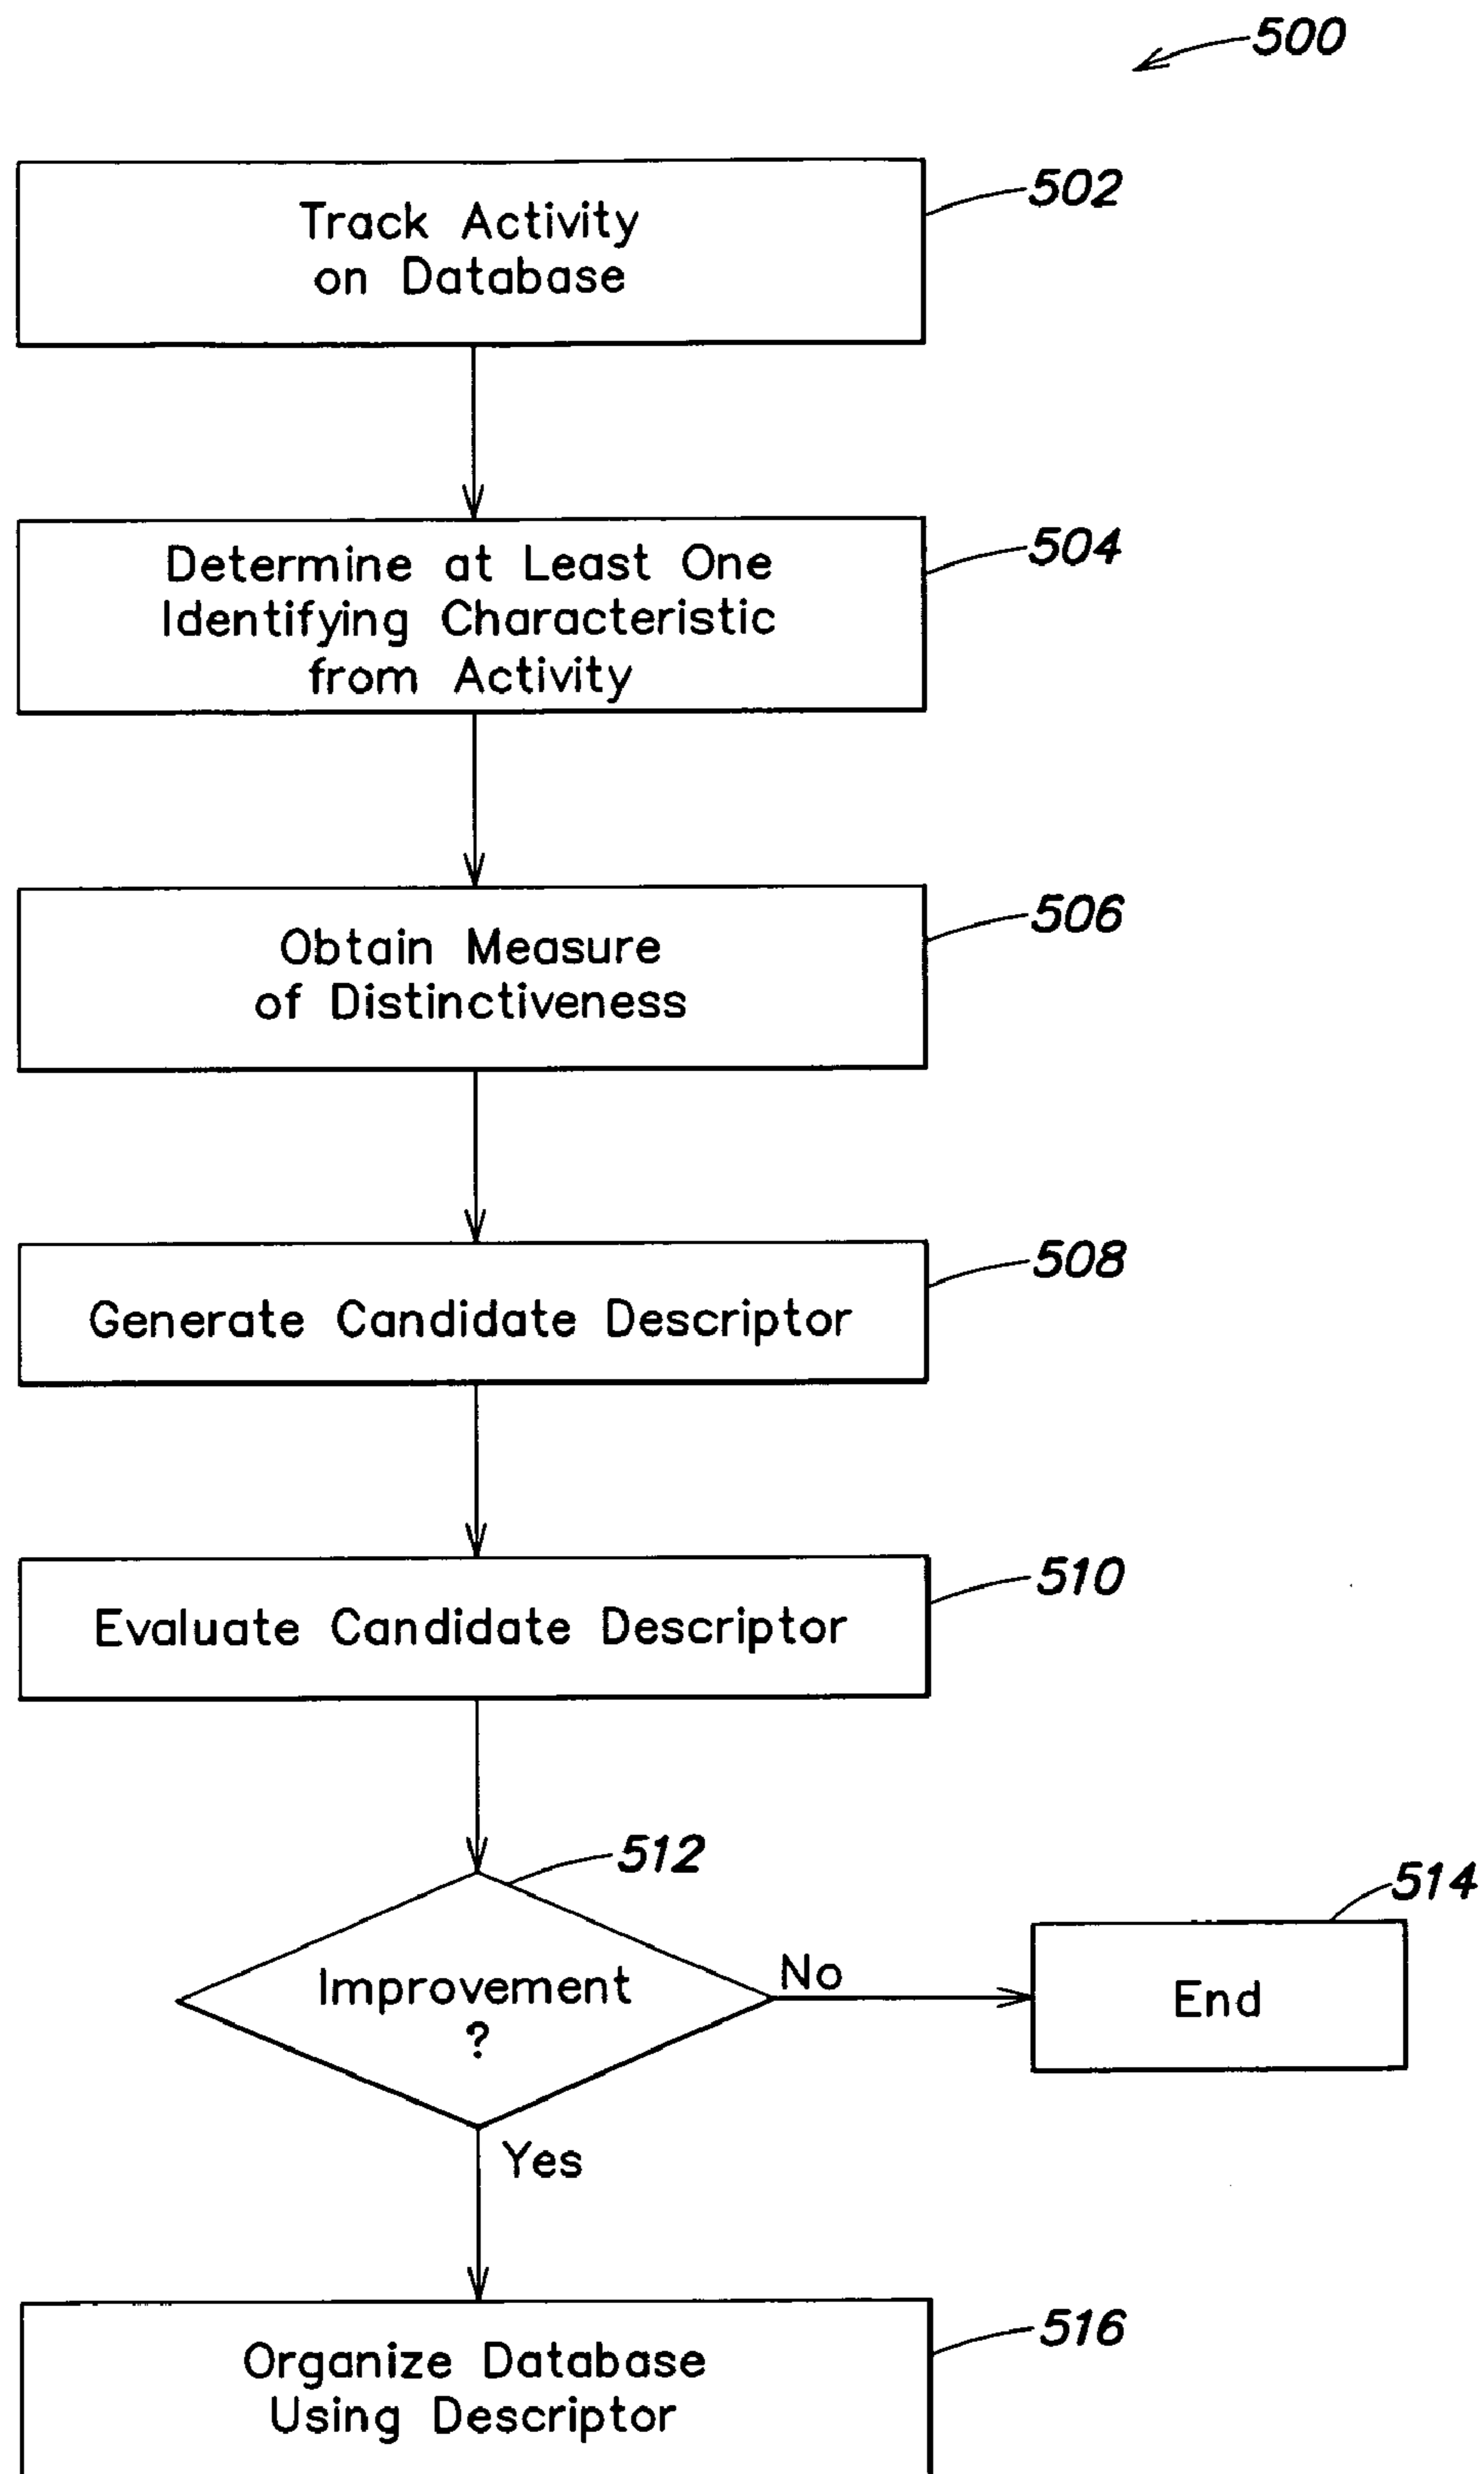 500
502
Track Activity
on Database
504
Determine at Least One
Identifying Characteristic
from Activity
506
Obtain Measure
of Distinctiveness
508
Generate Candidate Descriptor
510
Evaluate Candidate Descriptor
512
514
Improvement
?
No
End
Yes
516
Organize Database
Using Descriptor